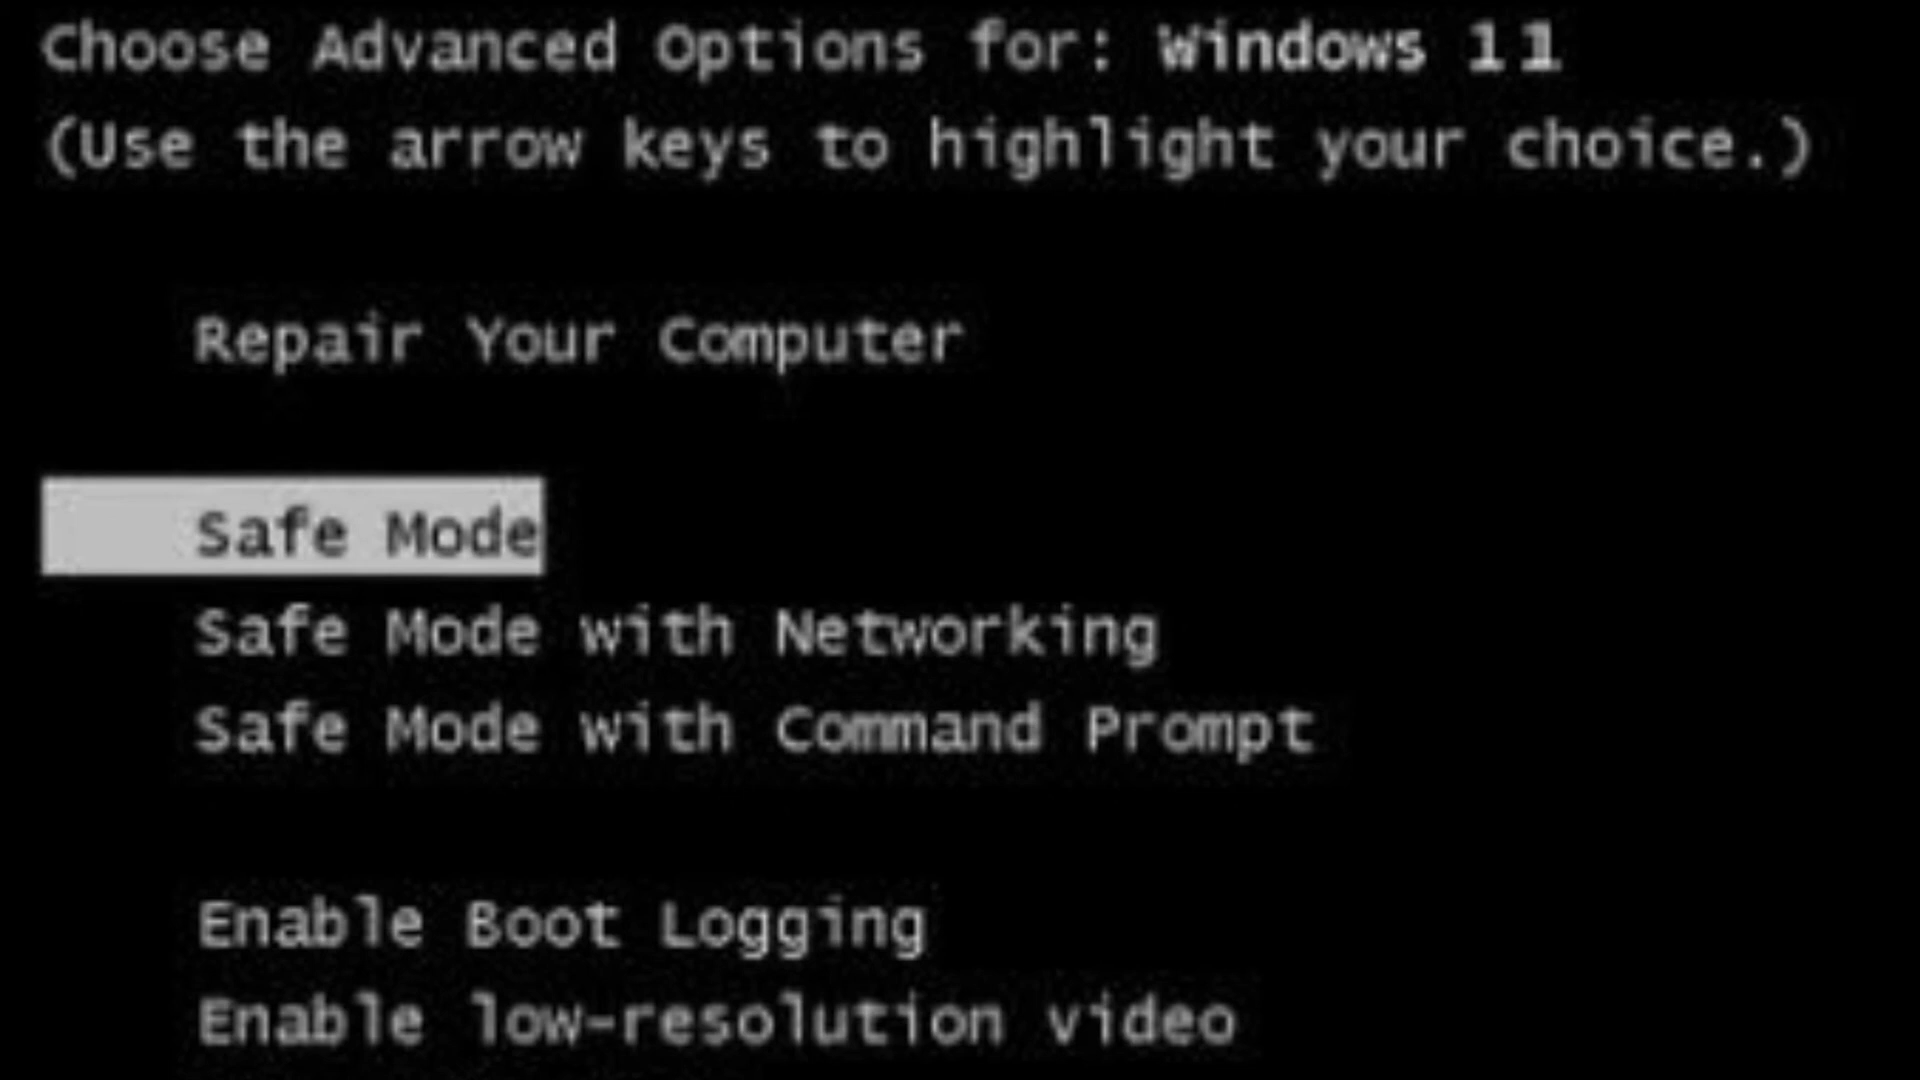 Choose Advanced Options for: Windows 11
(Use the arrow keys to highlight your choice.)
Repair Your Computer
Safe Mode
Safe Mode with Networking
Safe Mode with Command Prompt
Enable Boot Logging
Enable low-resolution video